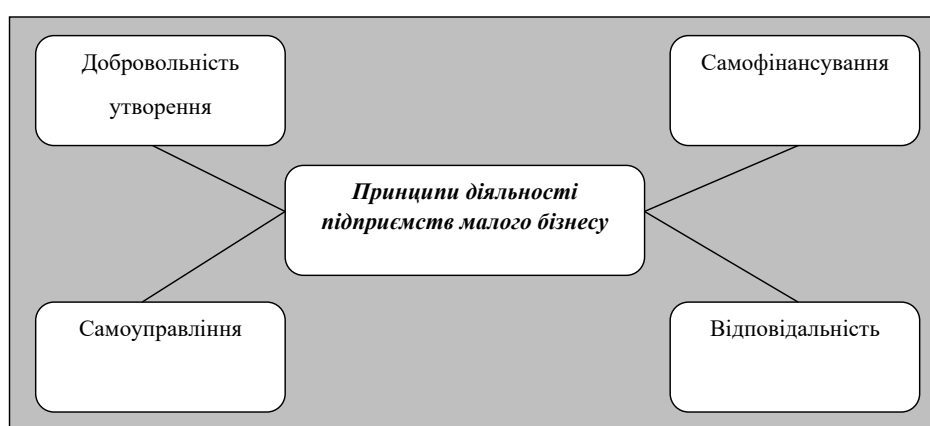 Добровольність
утворення
Самофінансування
Принципи діяльності
підприємств малого бізнесу
Самоуправління
Відповідальність